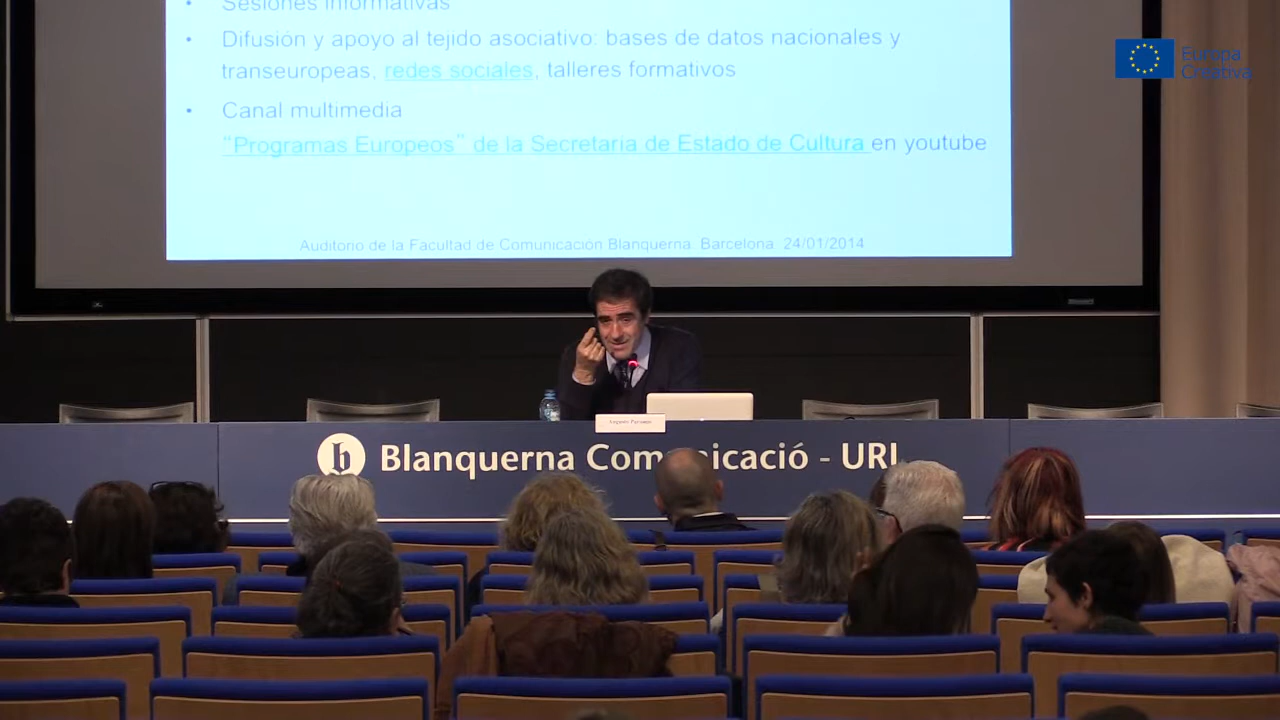 • Sesiones informativas
• Difusión y apoyo al tejido asociativo: bases de datos nacionales y
transeuropeas, redes sociales, talleres formativos
• Canal multimedia
"Programas Europeos" de la Secretaria de Estado de Cultura en youtube
Auditorio de la Facultad de Comunicación Blanquerna. Barcelona. 24/01/2014
Europa
Creativa
b Blanquerna Comunicació - URL